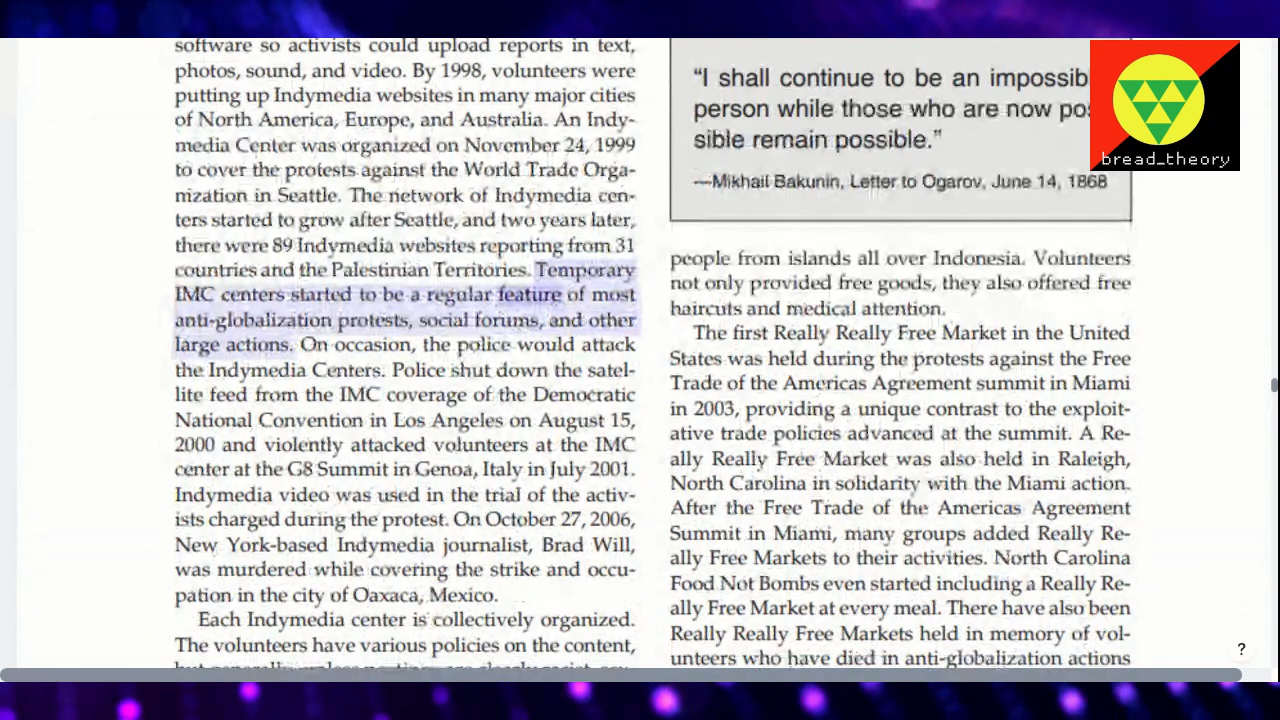 software so activists could upload reports in text,
photos, sound, and video. By 1998, volunteers were
putting up Indymedia websites in many major cities
of North America, Europe, and Australia. An Indy-
media Center was organized on November 24, 1999
to cover the protests against the World Trade Orga-
nization in Seattle. The network of Indymedia cen-
ters started to grow after Seattle, and two years later,
there were 89 Indymedia websites reporting from 31
countries and the Palestinian Territories. Temporary
IMC centers started to be a regular feature of most
anti-globalization protests, social forums, and other
large actions. On occasion, the police would attack
the Indymedia Centers. Police shut down the satel-
lite feed from the IMC coverage of the Democratic
National Convention in Los Angeles on August 15,
2000 and violently attacked volunteers at the IMC
center at the G8 Summit in Genoa, Italy in July 2001.
Indymedia video was used in the trial of the activ-
ists charged during the protest. On October 27, 2006,
New York-based Indymedia journalist, Brad Will,
was murdered while covering the strike and occu-
pation in the city of Oaxaca, Mexico.
Each Indymedia center is collectively organized.
The volunteers have various policies on the content,
“I shall continue to be an impossib
person while those who are now pos
sible remain possible.”
—Mikhail Bakunin, Letter to Ogarov, June 14, 1868
people from islands all over Indonesia. Volunteers
not only provided free goods, they also offered free
haircuts and medical attention.
The first Really Really Free Market in the United
States was held during the protests against the Free
Trade of the Americas Agreement summit in Miami
in 2003, providing a unique contrast to the exploit-
ative trade policies advanced at the summit. A Re-
ally Really Free Market was also held in Raleigh,
North Carolina in solidarity with the Miami action.
After the Free Trade of the Americas Agreement
Summit in Miami, many groups added Really Re-
ally Free Markets to their activities. North Carolina
Food Not Bombs even started including a Really Re-
ally Free Market at every meal. There have also been
Really Really Free Markets held in memory of vol-
unteers who have died in anti-globalization actions
bread_theory
?